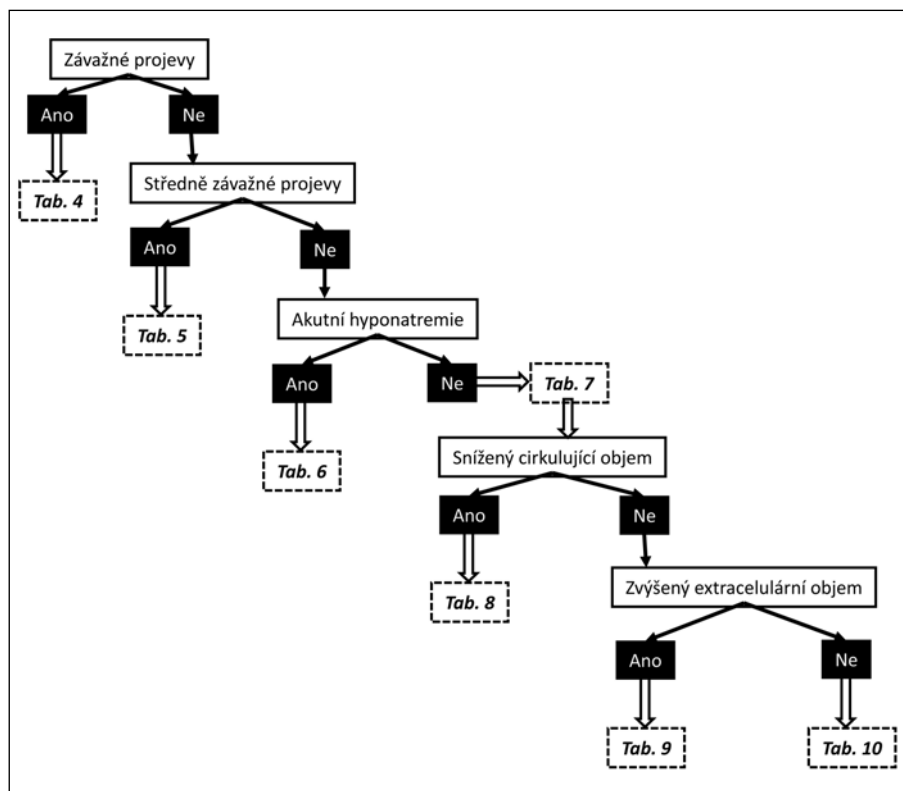 Závažné projevy
Ano
Ne
Tab. 4
Středně závažné projevy
Ano
Ne
Tab. 5
Akutní hyponatremie
Ano
Ne
Tab. 7
Tab. 6
Snížený cirkulující objem
Ano
Ne
Tab. 8
Zvýšený extracelulární objem
Ano
Ne
Tab. 9
Tab. 10